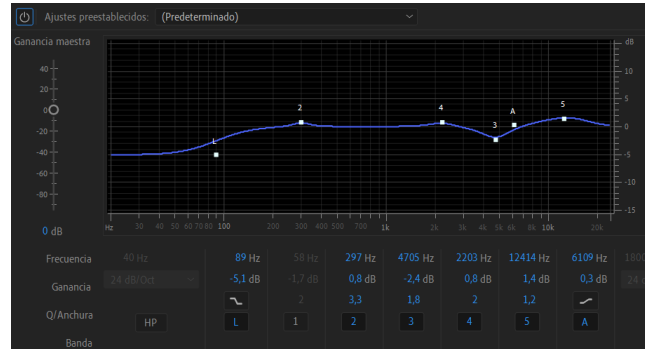 Ajustes preestablecidos: (Predeterminado)
Ganancia maestra
dB
40
20
0
-20
-40
-60
-80
0 dB
L
2
4
3
A
5
10
5
0
-5
-10
-15
Hz 30 40 50 60 70 80 100 200 300 400 500 700 1k 2k 3k 4k 5k 6k 8k 10k 20k
Frecuencia 40 Hz 89 Hz 58 Hz 297 Hz 4705 Hz 2203 Hz 12414 Hz 6109 Hz 1800
Ganancia 24 dB/Oct -5,1 dB -1,7 dB 0,8 dB -2,4 dB 0,8 dB 1,4 dB 0,3 dB 24
Q/Anchura 2 3,3 1,8 2 1,2
Banda HP L 1 2 3 4 5 A